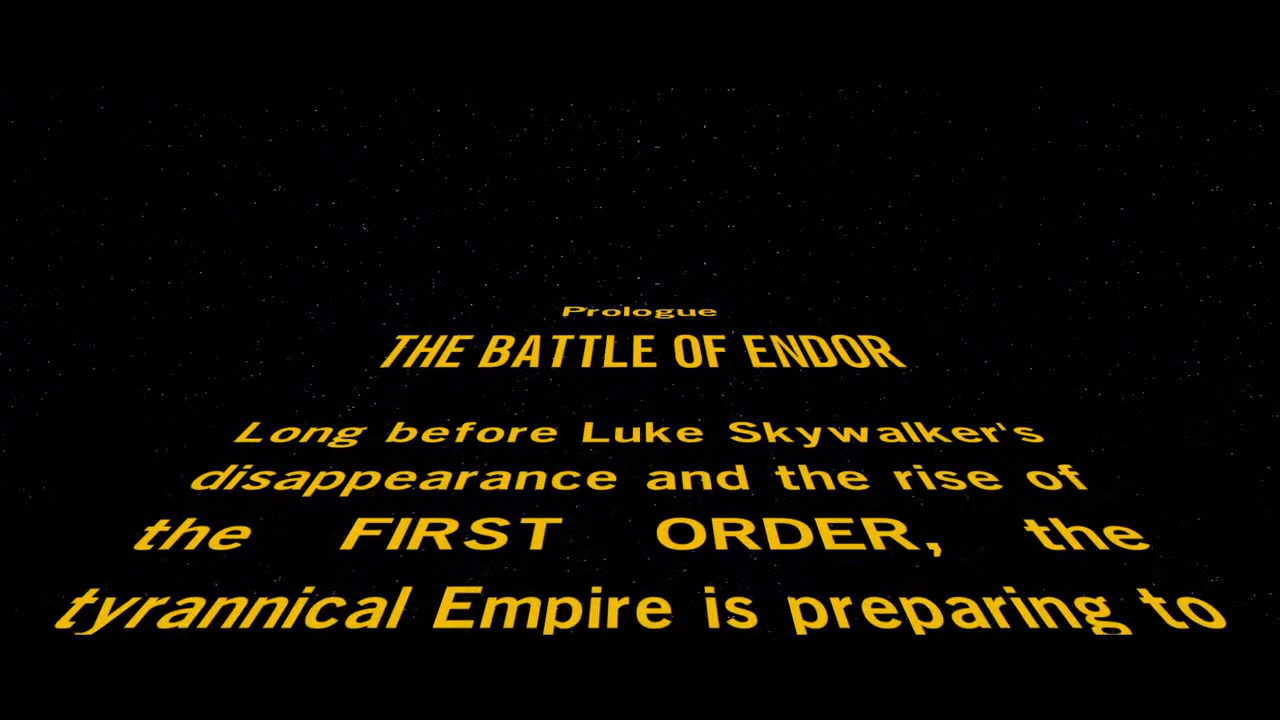 Prologue
THE BATTLE OF ENDOR
Long before Luke Skywalker's
disappearance and the rise of
the FIRST ORDER, the
tyrannical Empire is preparing to